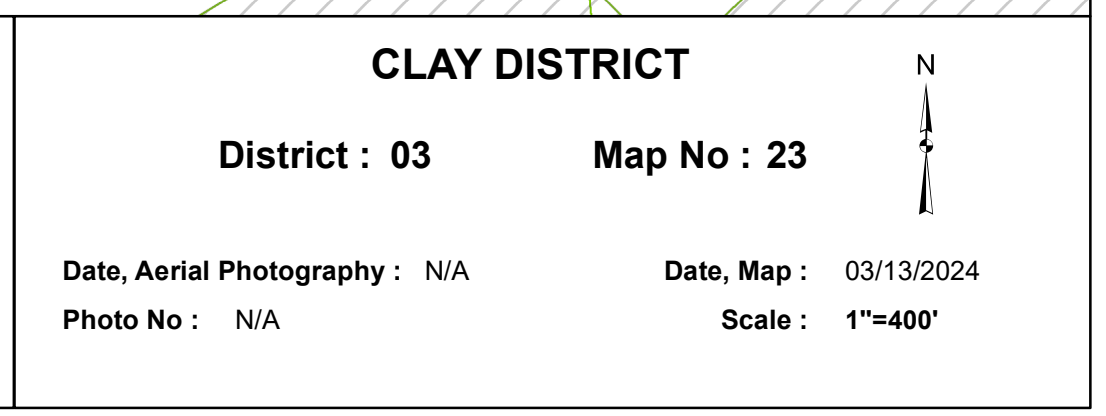 CLAY DISTRICT
N
District : 03 Map No : 23
Date, Aerial Photography : N/A Date, Map : 03/13/2024
Photo No : N/A Scale : 1"=400'